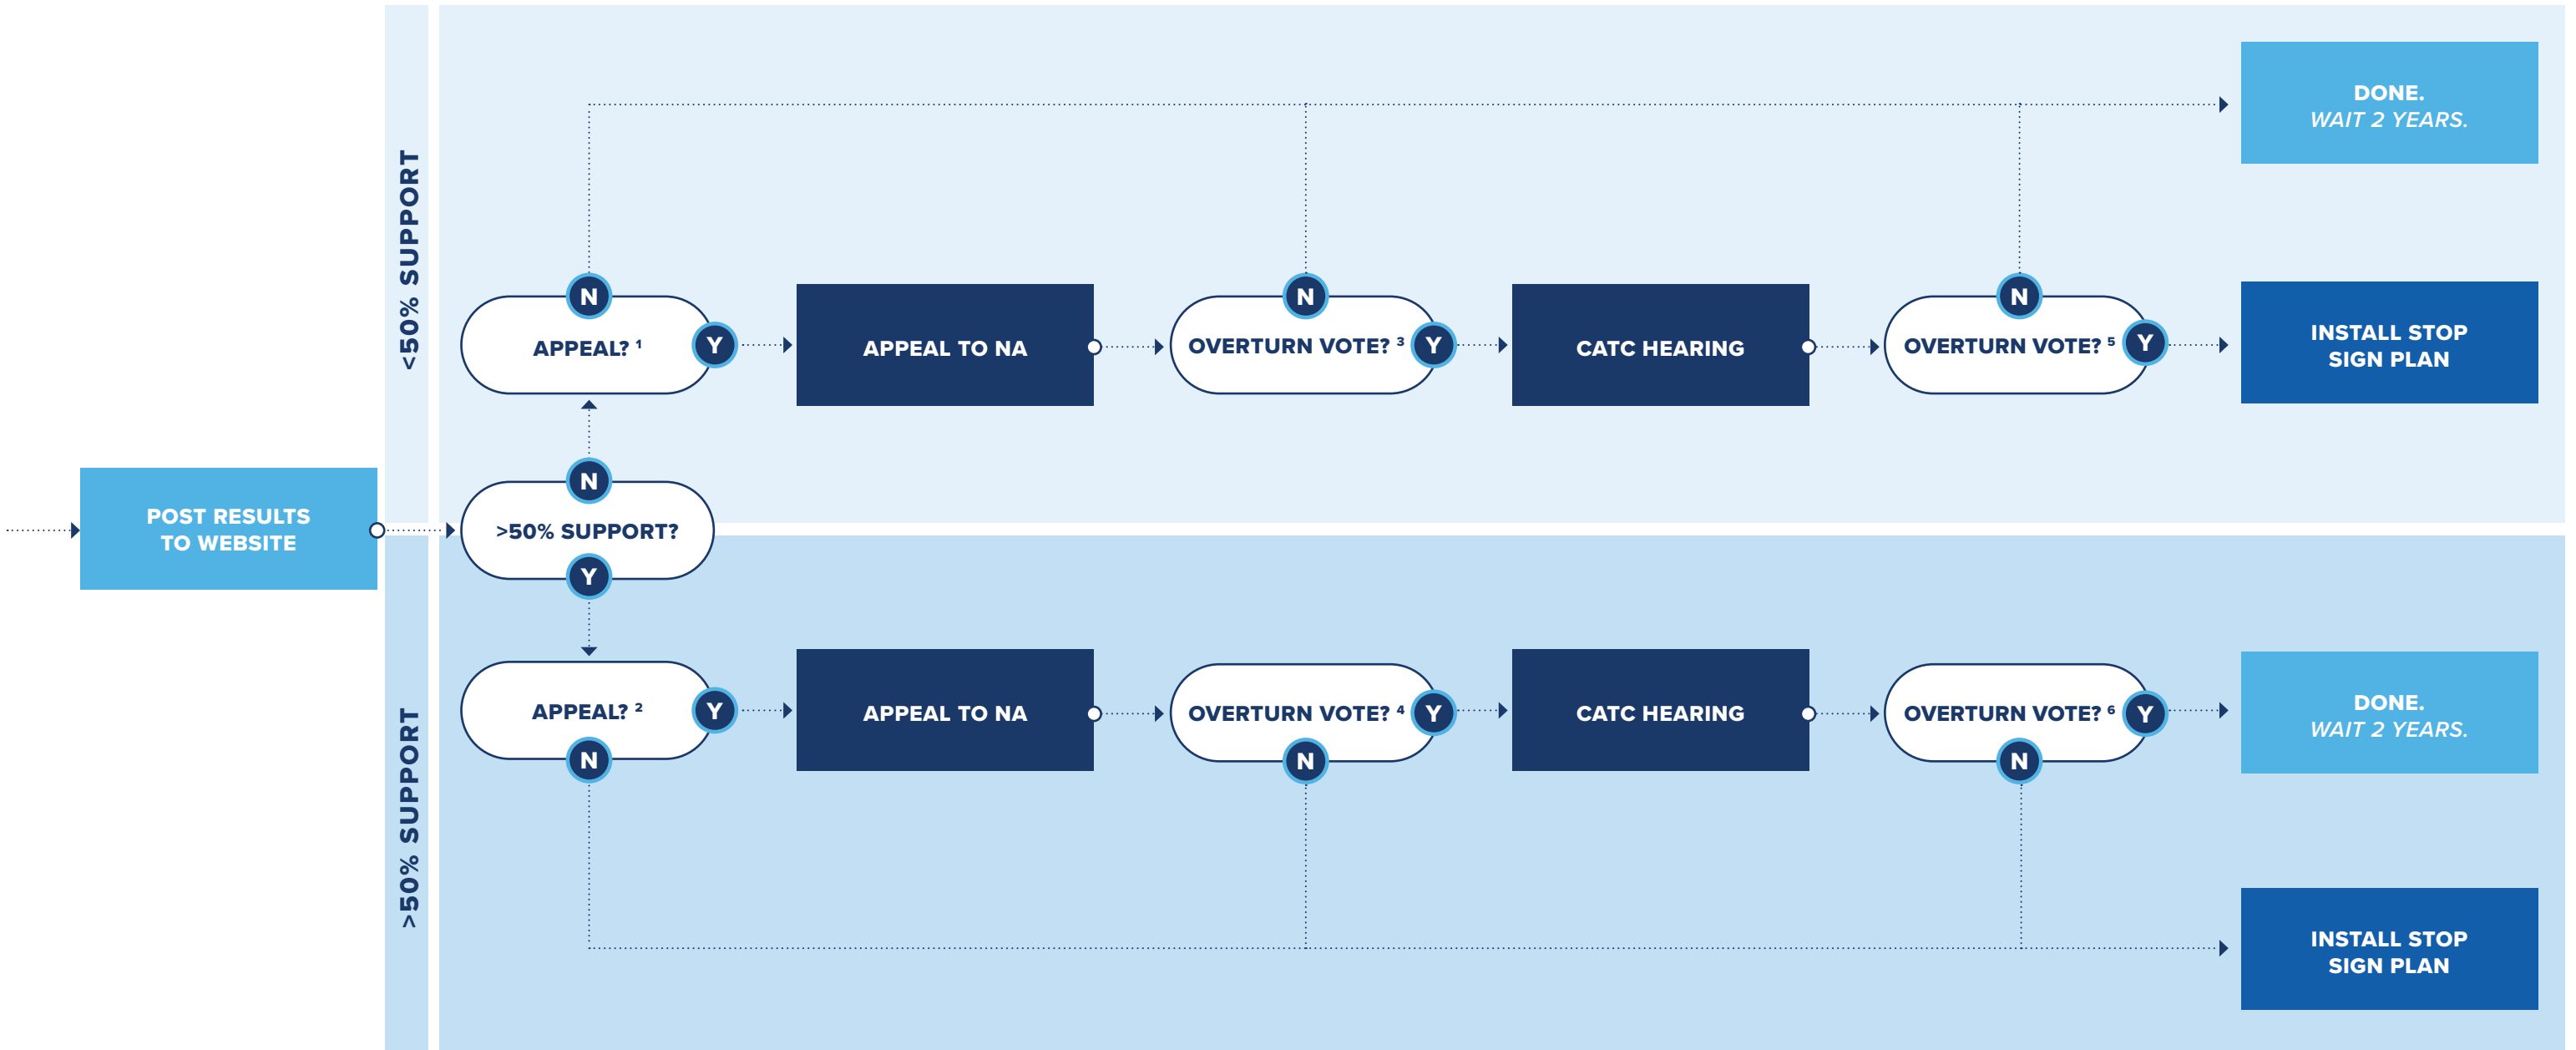 <50% SUPPORT
DONE.
WAIT 2 YEARS.
N
N
N
APPEAL? 1
Y
APPEAL TO NA
OVERTURN VOTE? 3
Y
CATC HEARING
OVERTURN VOTE? 5
Y
INSTALL STOP
SIGN PLAN
POST RESULTS
TO WEBSITE
N
>50% SUPPORT?
Y
>50% SUPPORT
APPEAL? 2
Y
N
APPEAL TO NA
OVERTURN VOTE? 4
Y
N
CATC HEARING
OVERTURN VOTE? 6
Y
N
DONE.
WAIT 2 YEARS.
INSTALL STOP
SIGN PLAN